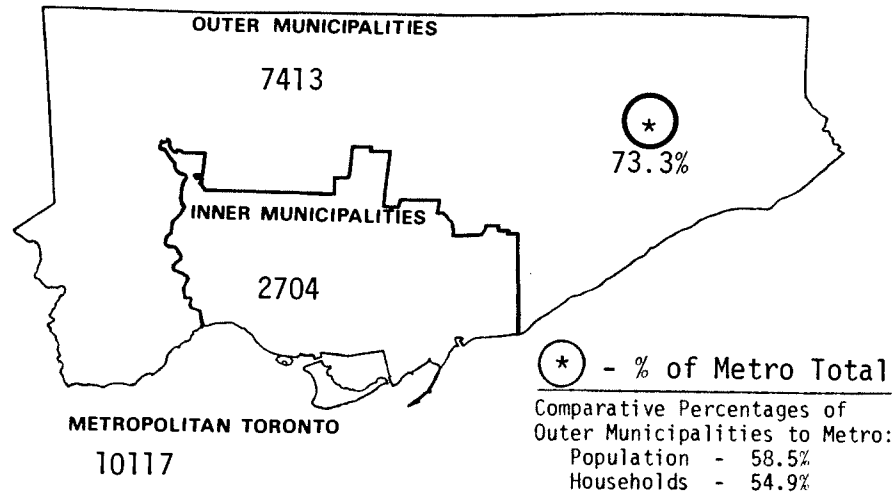 OUTER MUNICIPALITIES
7413
*
73.3%
INNER MUNICIPALITIES
2704
* - % of Metro Total
Comparative Percentages of
Outer Municipalities to Metro:
Population - 58.5%
Households - 54.9%
METROPOLITAN TORONTO
10117